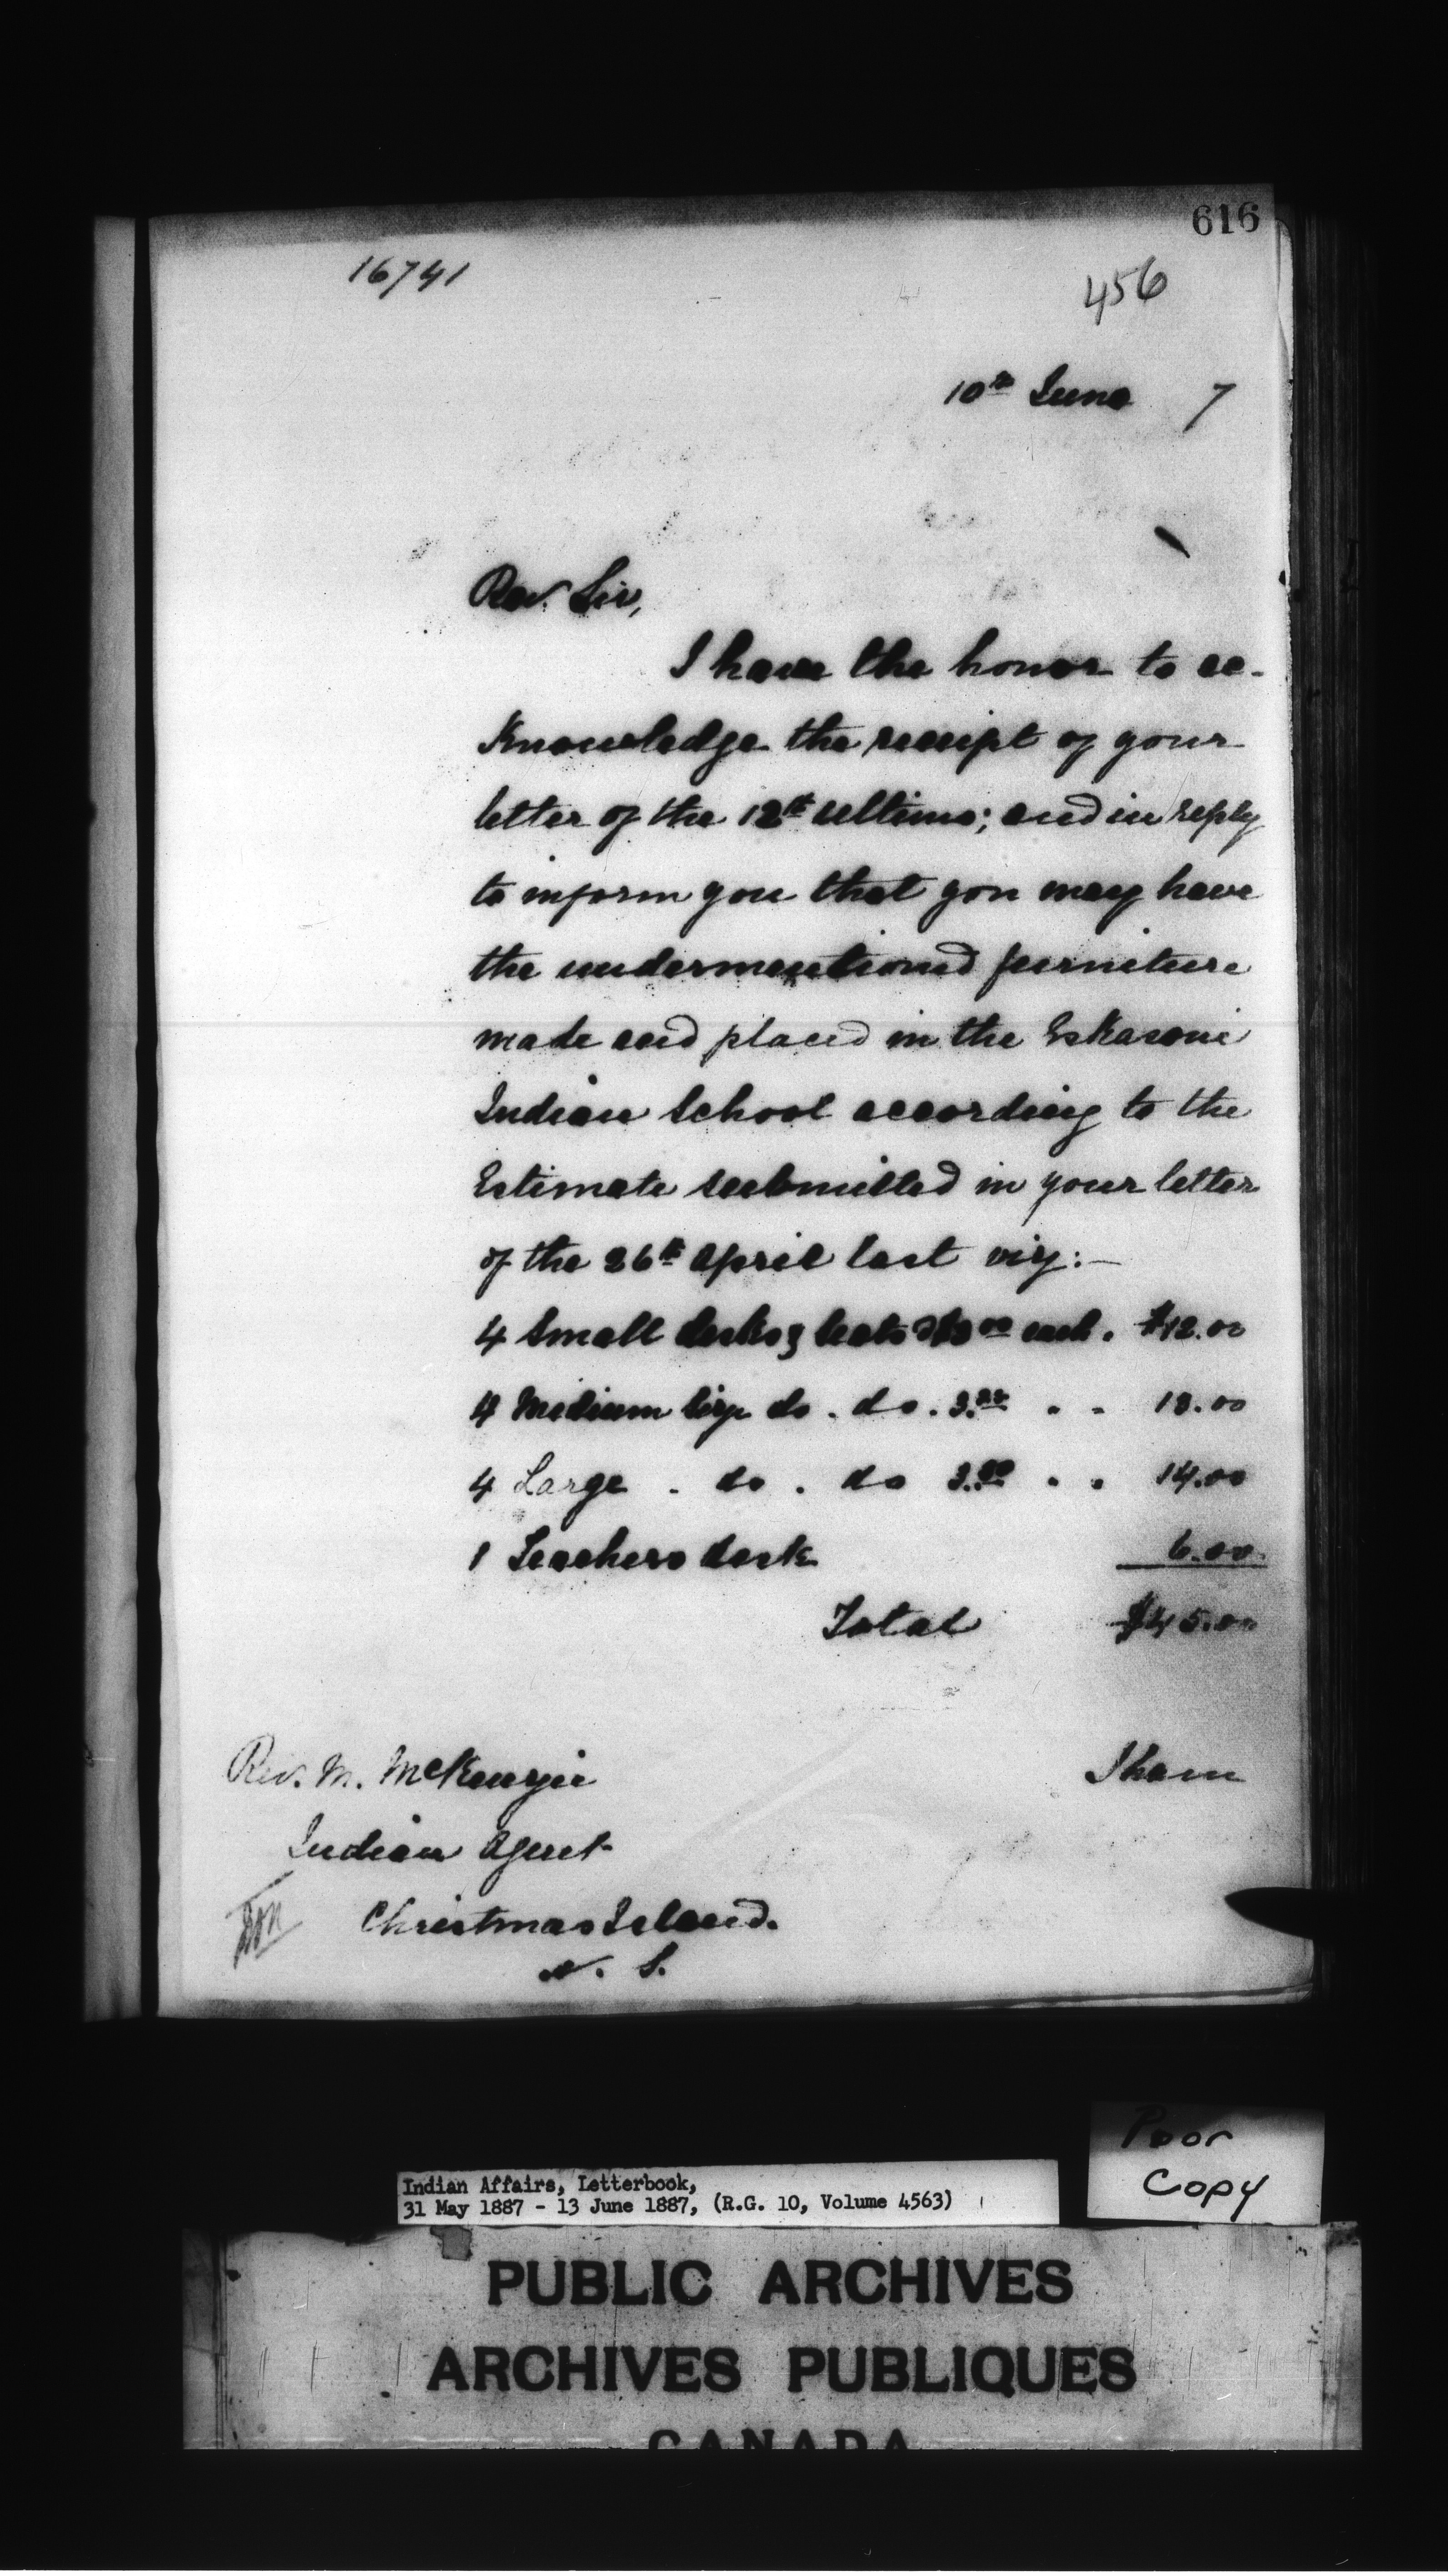 616
16741
456
10th June 7
Rev. Sir,
I have the honor to ac-
knowledge the receipt of your
letter of the 12th ultimo; and in reply
to inform you that you may have
the undermentioned furniture
made and placed in the Eskasoni
Indian School according to the
Estimate submitted in your letter
of the 26th April last viz:—
4 Small desks & seats @ $3.00 each. $12.00
4 Medium size do. do. 3.25 " " 13.00
4 Large . do . do 3.50 " " 14.00
1 Teachers desk 6.00
Total $45.00
Rev. M. McKenzie I have
Indian Agent
Christmas Island.
N. S.
Poor
Copy
Indian Affairs, Letterbook,
31 May 1887 - 13 June 1887, (R.G. 10, Volume 4563)
PUBLIC ARCHIVES
ARCHIVES PUBLIQUES
CANADA